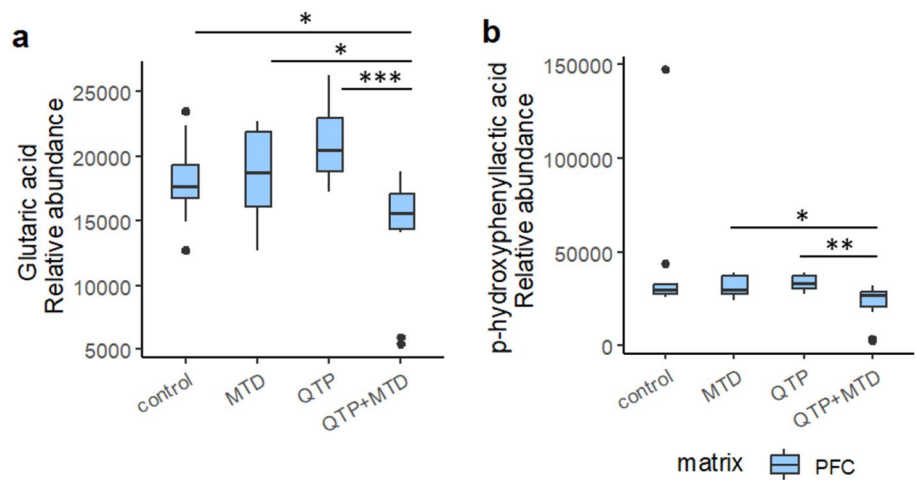 a
*
*
***
Glutaric acid
Relative abundance
25000
20000
15000
10000
5000
control
MTD
QTP
QTP+MTD
b
*
**
p-hydroxyphenyllactic acid
Relative abundance
150000
100000
50000
0
control
MTD
QTP
QTP+MTD
matrix PFC